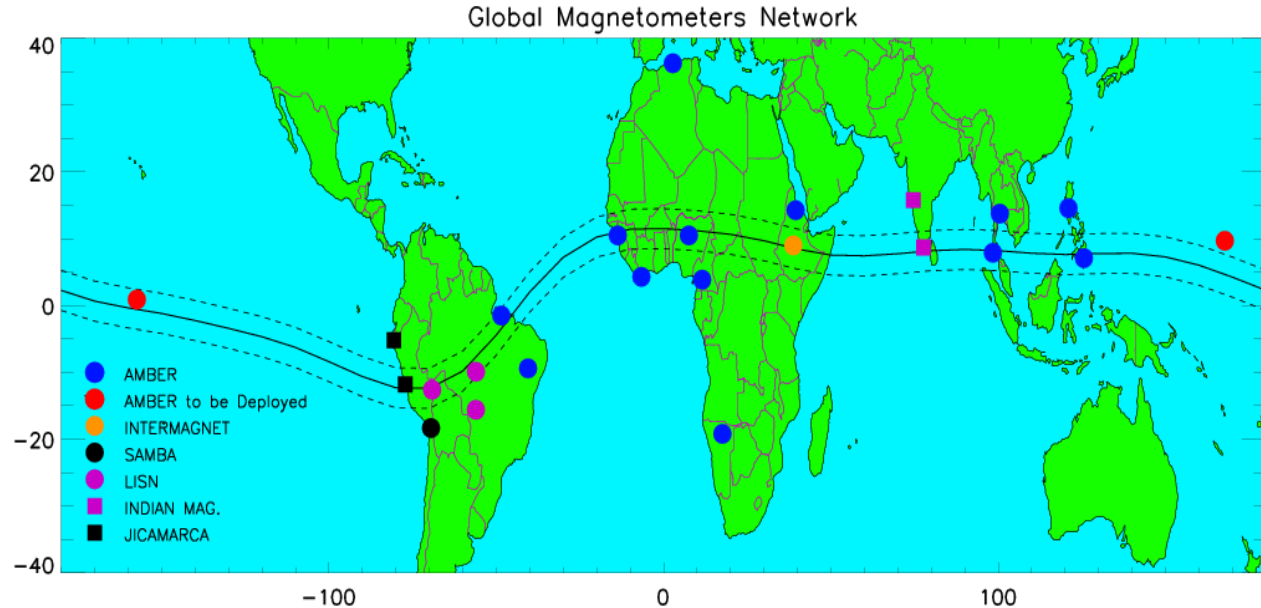 Global Magnetometers Network
40
20
0
-20
-40
AMBER
AMBER to be Deployed
INTERMAGNET
SAMBA
LISN
INDIAN MAG.
JICAMARCA
-100
0
100